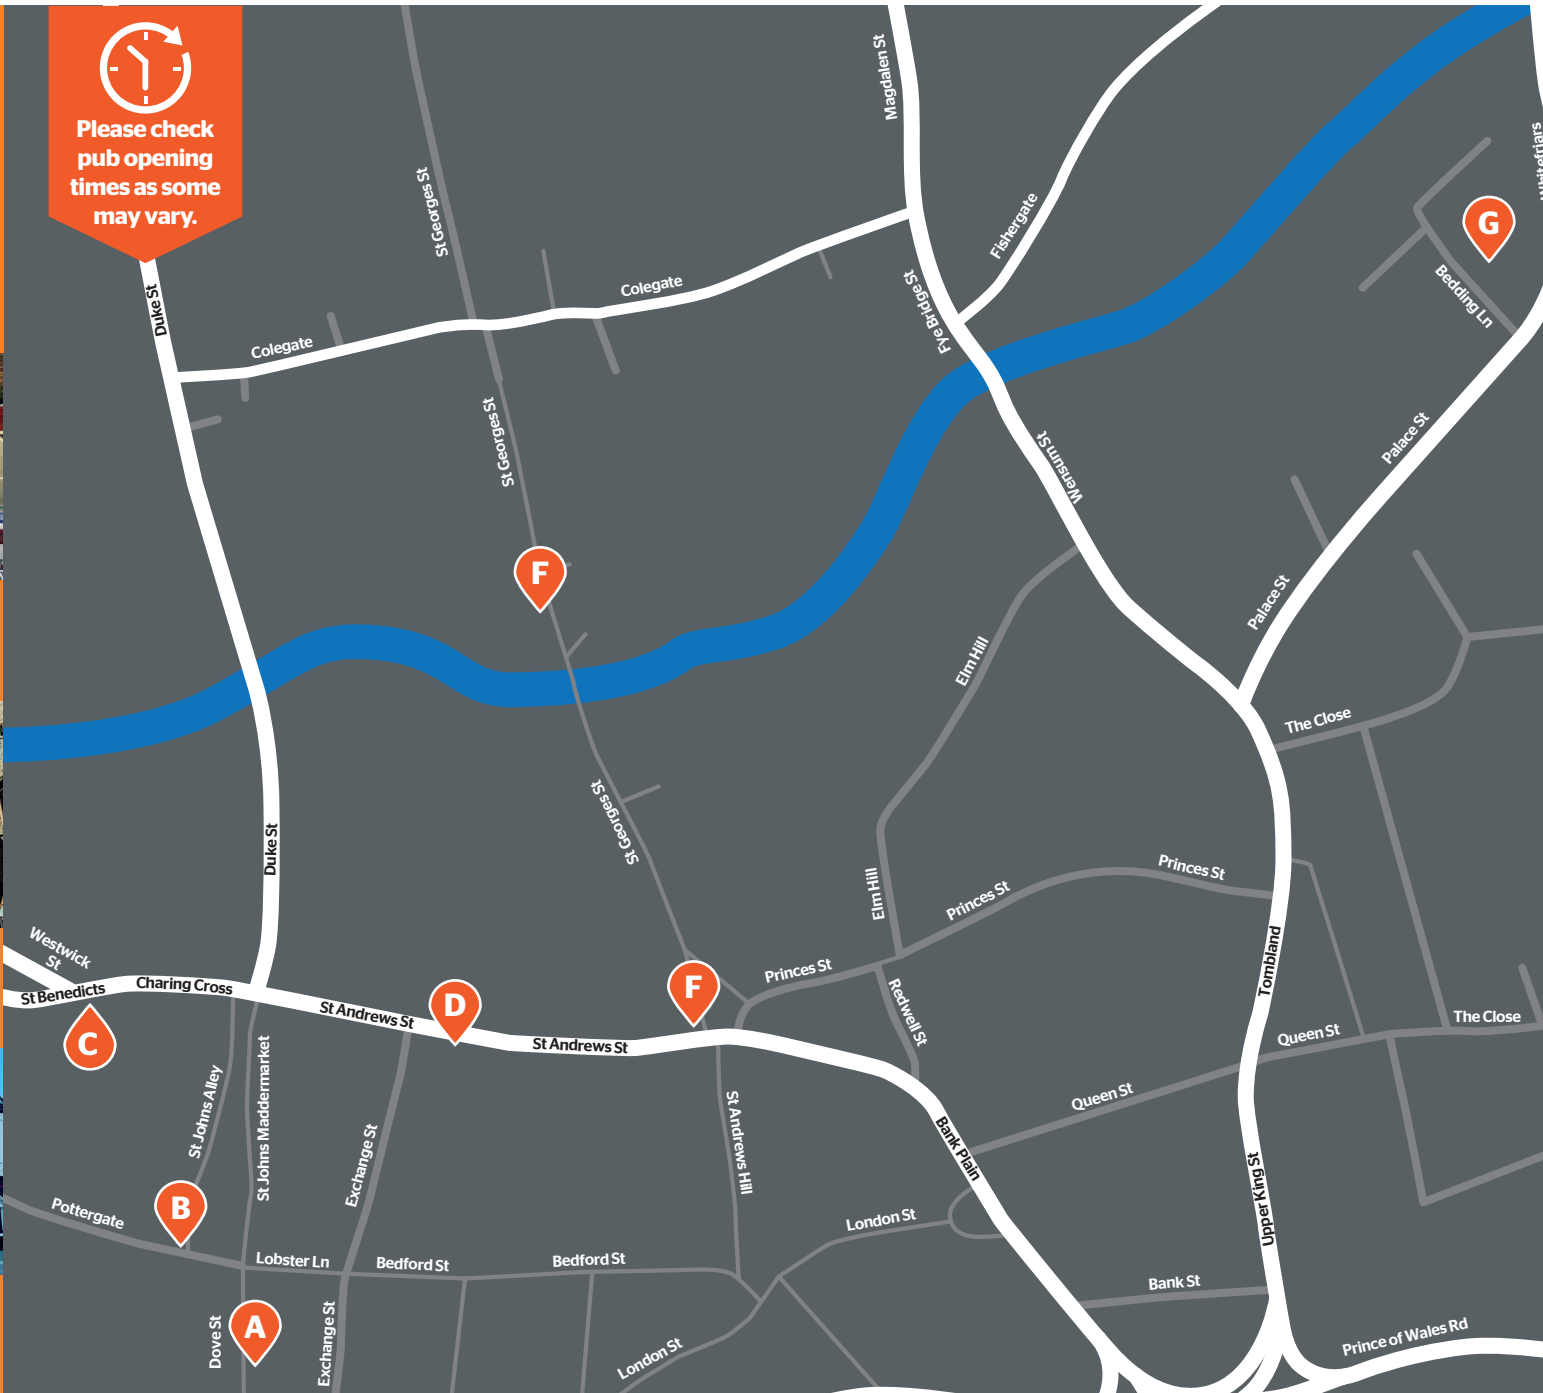 Please check
pub opening
times as some
may vary.
Magdalen St
Whitefriars
St Georges St
G
Fishergate
Colegate
Bedding Ln
Duke St
Fye Bridge St
Colegate
St Georges St
Palace St
Wensum St
F
Palace St
Elm Hill
The Close
St Georges St
Duke St
Princes St
Elm Hill
Princes St
Westwick
St
Tombland
Princes St
St Benedicts
Charing Cross
F
D
St Andrews St
Redwell St
The Close
C
St Andrews St
Queen St
St Johns Alley
St Johns Maddermarket
Queen St
St Andrews Hill
Exchange St
Bank Plain
B
Pottergate
Upper King St
London St
Lobster Ln
Bedford St
Bedford St
Bank St
A
Dove St
Exchange St
London St
Prince of Wales Rd